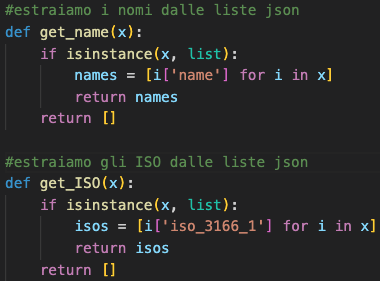 #estraiamo i nomi dalle liste json
def get_name(x):
    if isinstance(x, list):
        names = [i['name'] for i in x]
        return names
    return []

#estraiamo gli ISO dalle liste json
def get_ISO(x):
    if isinstance(x, list):
        isos = [i['iso_3166_1'] for i in x]
        return isos
    return []